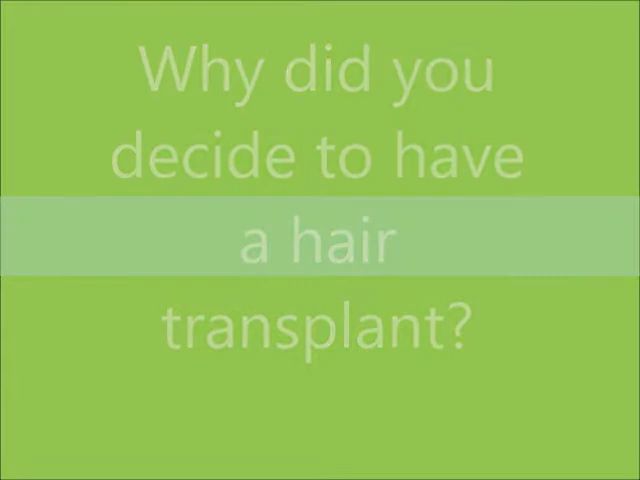 Why did you
decide to have
a hair
transplant?